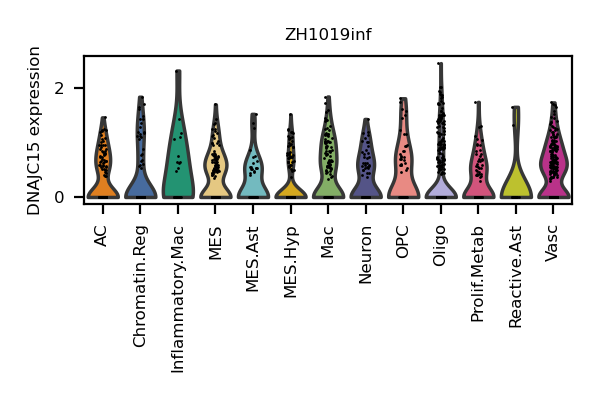 ZH1019inf
DNAJC15 expression
2
0
AC
Chromatin.Reg
Inflammatory.Mac
MES
MES.Ast
MES.Hyp
Mac
Neuron
OPC
Oligo
Prolif.Metab
Reactive.Ast
Vasc